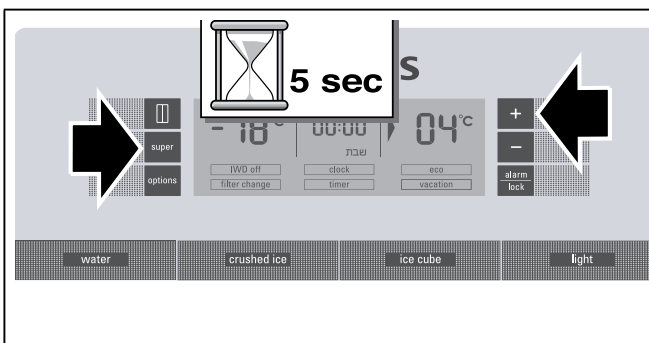 5 sec
S
+
super
- 18°C
00:00
04°C
שבת
−
options
IWD off
clock
eco
filter change
timer
vacation
alarm
lock
water
crushed ice
ice cube
light